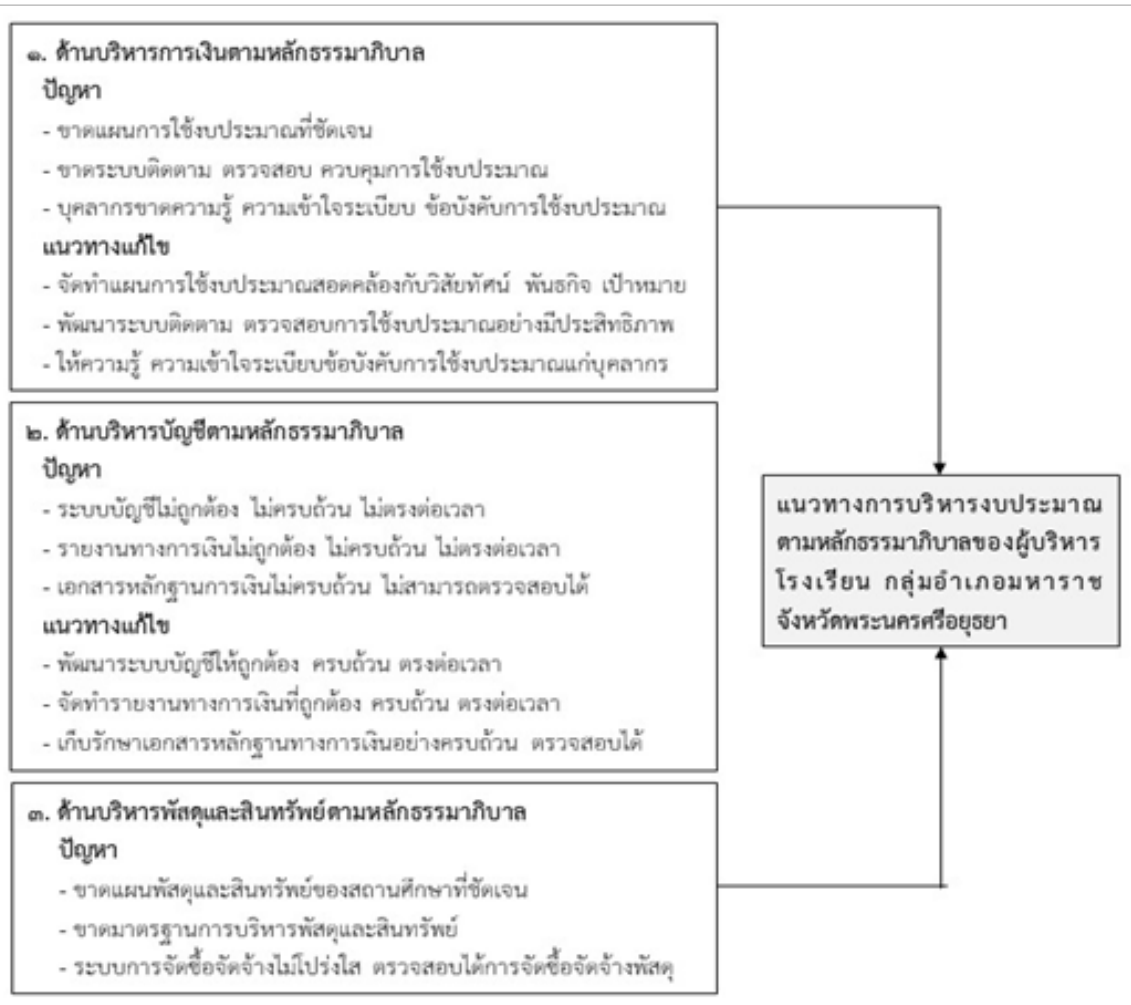 ๑. ด้านบริหารการเงินตามหลักธรรมาภิบาล
ปัญหา
- ขาดแผนการใช้งบประมาณที่ชัดเจน
- ขาดระบบติดตาม ตรวจสอบ ควบคุมการใช้งบประมาณ
- บุคลากรขาดความรู้ ความเข้าใจระเบียบ ข้อบังคับการใช้งบประมาณ
แนวทางแก้ไข
- จัดทำแผนการใช้งบประมาณสอดคล้องกับวิสัยทัศน์ พันธกิจ เป้าหมาย
- พัฒนาระบบติดตาม ตรวจสอบการใช้งบประมาณอย่างมีประสิทธิภาพ
- ให้ความรู้ ความเข้าใจระเบียบข้อบังคับการใช้งบประมาณแก่บุคลากร
๒. ด้านบริหารบัญชีตามหลักธรรมาภิบาล
ปัญหา
- ระบบบัญชีไม่ถูกต้อง ไม่ครบถ้วน ไม่ตรงต่อเวลา
- รายงานทางการเงินไม่ถูกต้อง ไม่ครบถ้วน ไม่ตรงต่อเวลา
- เอกสารหลักฐานการเงินไม่ครบถ้วน ไม่สามารถตรวจสอบได้
แนวทางแก้ไข
- พัฒนาระบบบัญชีให้ถูกต้อง ครบถ้วน ตรงต่อเวลา
- จัดทำรายงานทางการเงินที่ถูกต้อง ครบถ้วน ตรงต่อเวลา
- เก็บรักษาเอกสารหลักฐานทางการเงินอย่างครบถ้วน ตรวจสอบได้
๓. ด้านบริหารพัสดุและสินทรัพย์ตามหลักธรรมาภิบาล
ปัญหา
- ขาดแผนพัสดุและสินทรัพย์ของสถานศึกษาที่ชัดเจน
- ขาดมาตรฐานการบริหารพัสดุและสินทรัพย์
- ระบบการจัดซื้อจัดจ้างไม่โปร่งใส ตรวจสอบได้การจัดซื้อจัดจ้างพัสดุ
แนวทางการบริหารงบประมาณ
ตามหลักธรรมาภิบาลของผู้บริหาร
โรงเรียน กลุ่มอำเภอมหาราช
จังหวัดพระนครศรีอยุธยา